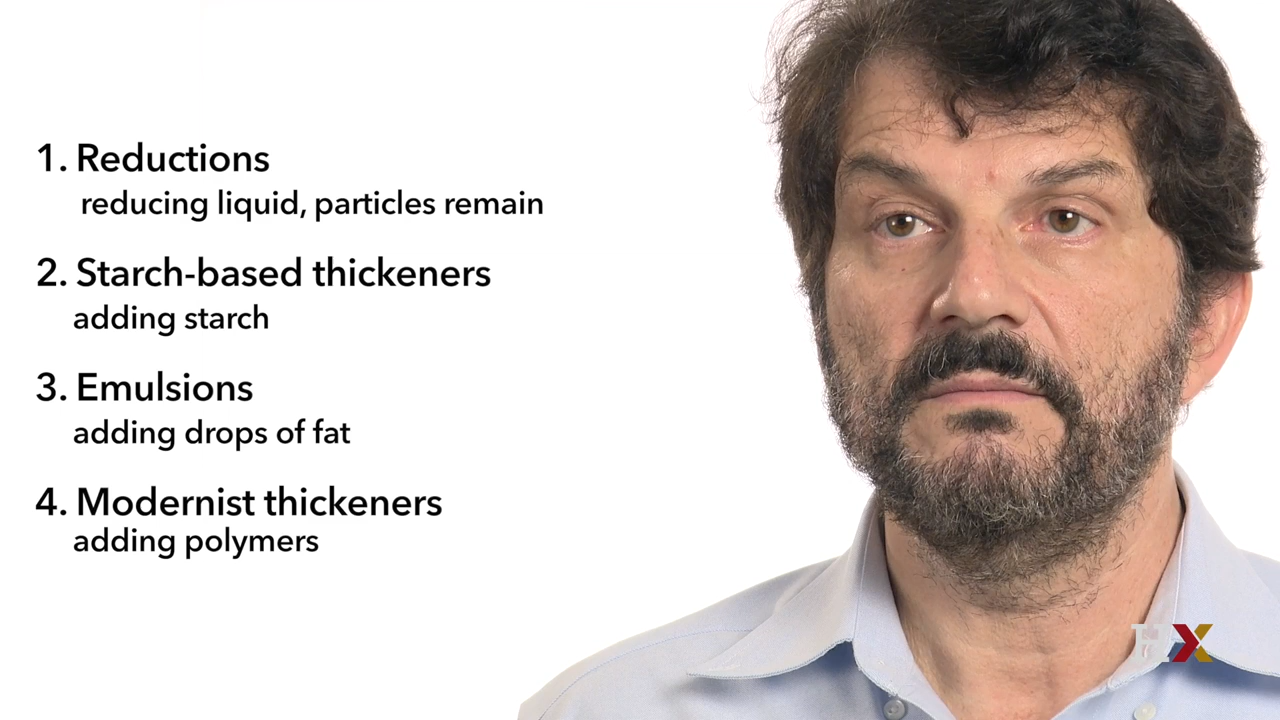 1. Reductions
reducing liquid, particles remain
2. Starch-based thickeners
adding starch
3. Emulsions
adding drops of fat
4. Modernist thickeners
adding polymers
HX